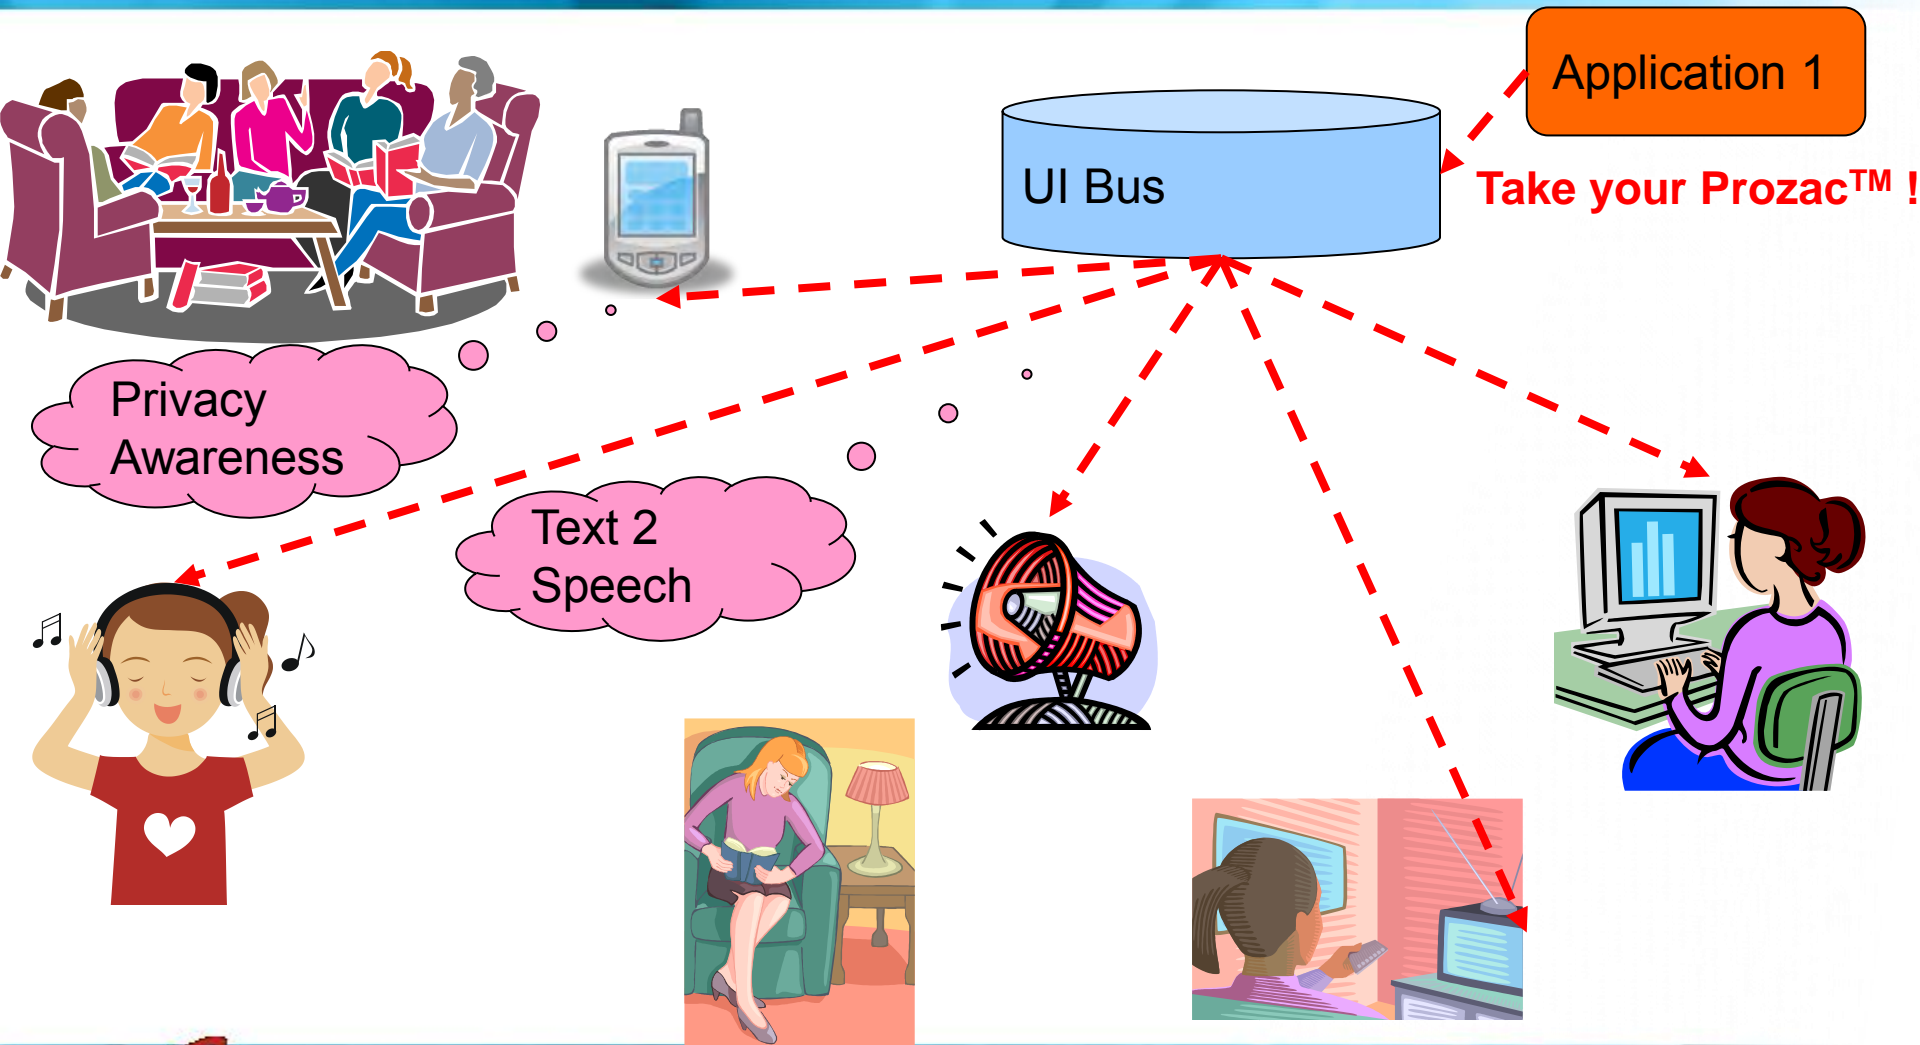 Application 1
UI Bus
Take your Prozac™ !
Privacy
Awareness
Text 2
Speech